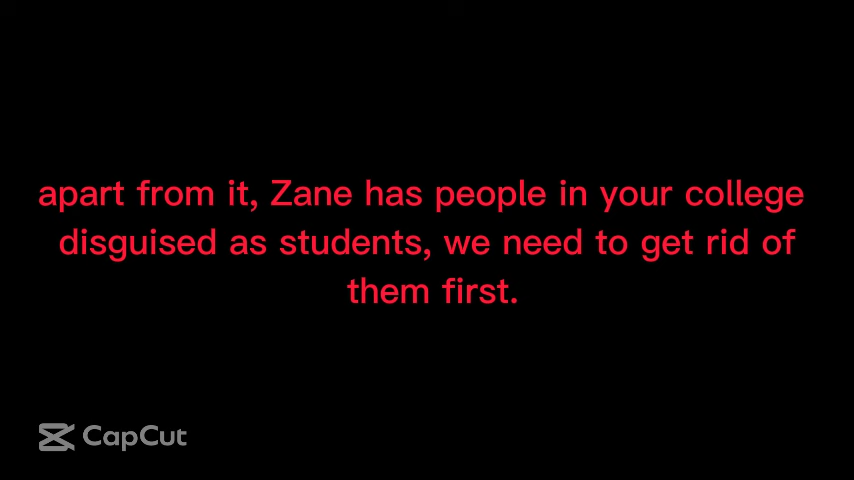 apart from it, Zane has people in your college
disguised as students, we need to get rid of
them first.
CapCut